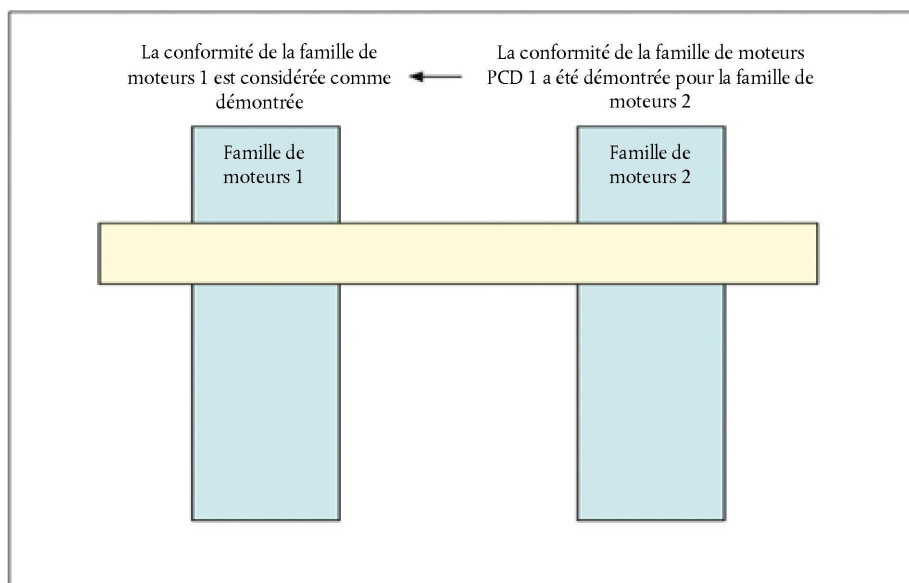 La conformité de la famille de
moteurs 1 est considérée comme
démontrée
La conformité de la famille de moteurs
PCD 1 a été démontrée pour la famille de
moteurs 2
Famille de
moteurs 1
Famille de
moteurs 2